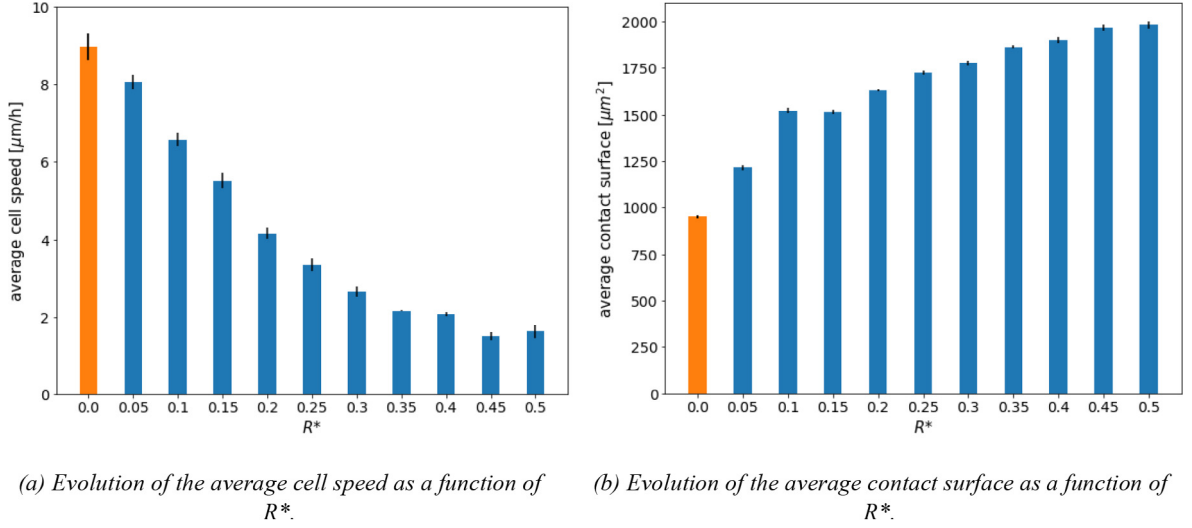 10
8
6
4
2
0
average cell speed [μm/h]
0.0 0.05 0.1 0.15 0.2 0.25 0.3 0.35 0.4 0.45 0.5
R*
(a) Evolution of the average cell speed as a function of
R*.
2000
1750
1500
1250
1000
750
500
250
0
average contact surface [μm²]
0.0 0.05 0.1 0.15 0.2 0.25 0.3 0.35 0.4 0.45 0.5
R*
(b) Evolution of the average contact surface as a function of
R*.